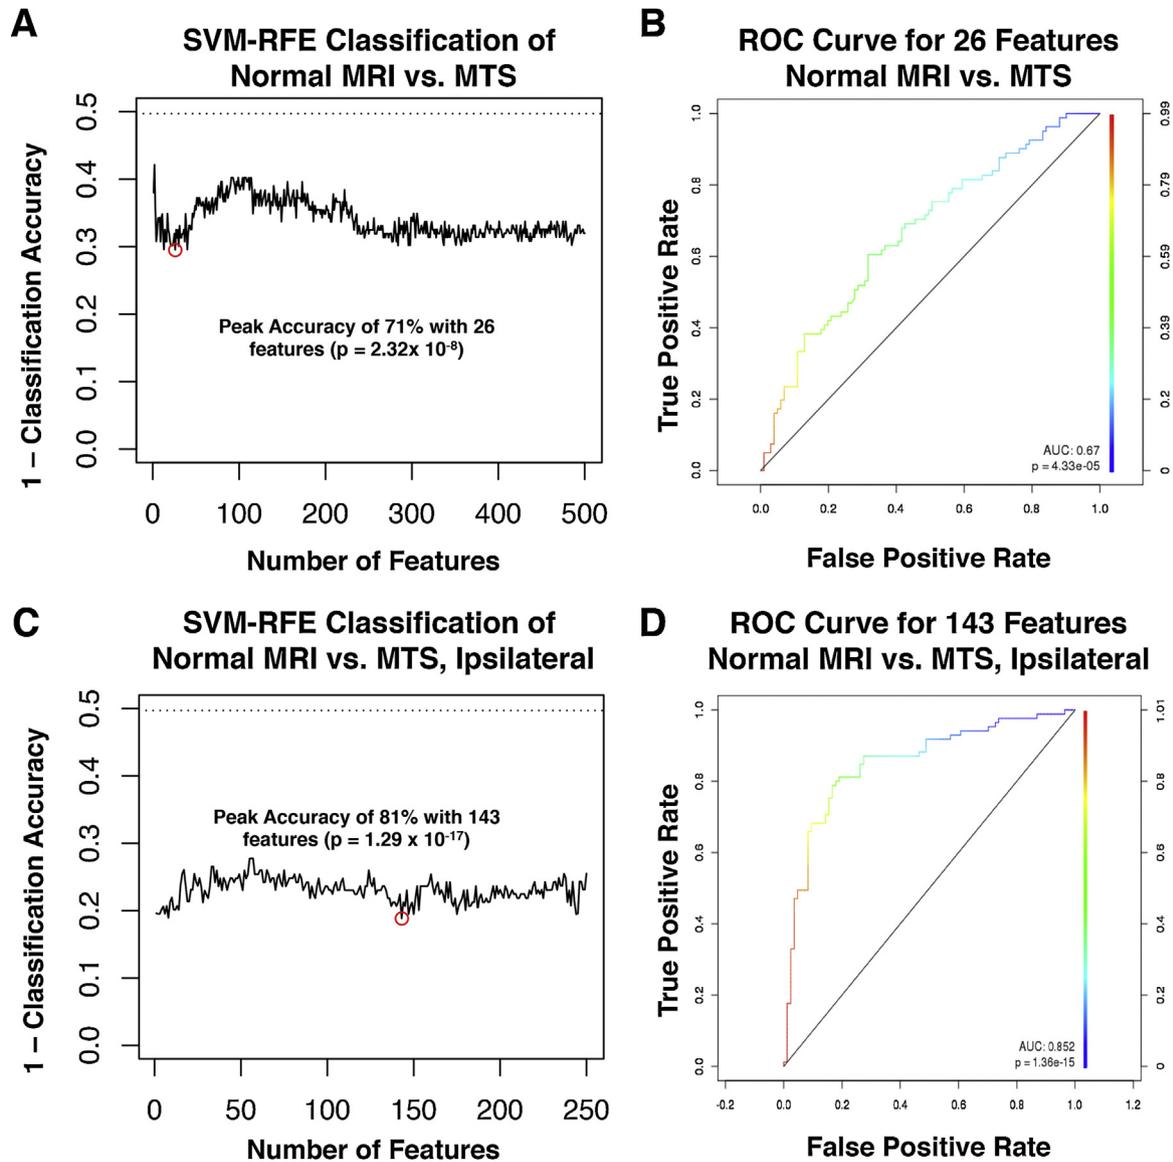 A
SVM-RFE Classification of
Normal MRI vs. MTS
1 – Classification Accuracy
0.5
0.4
0.3
0.2
0.1
0.0
Peak Accuracy of 71% with 26
features (p = 2.32x 10-8)
0 100 200 300 400 500
Number of Features
B
ROC Curve for 26 Features
Normal MRI vs. MTS
True Positive Rate
1.0
0.8
0.6
0.4
0.2
0.0
0.99
0.79
0.59
0.39
0.2
0
AUC: 0.67
p = 4.33e-05
0.0 0.2 0.4 0.6 0.8 1.0
False Positive Rate
C
SVM-RFE Classification of
Normal MRI vs. MTS, Ipsilateral
1 – Classification Accuracy
0.5
0.4
0.3
0.2
0.1
0.0
Peak Accuracy of 81% with 143
features (p = 1.29 x 10-17)
0 50 100 150 200 250
Number of Features
D
ROC Curve for 143 Features
Normal MRI vs. MTS, Ipsilateral
True Positive Rate
1.0
0.8
0.6
0.4
0.2
0.0
1.01
0.8
0.6
0.4
0.2
0
AUC: 0.852
p = 1.36e-15
-0.2 0.0 0.2 0.4 0.6 0.8 1.0 1.2
False Positive Rate